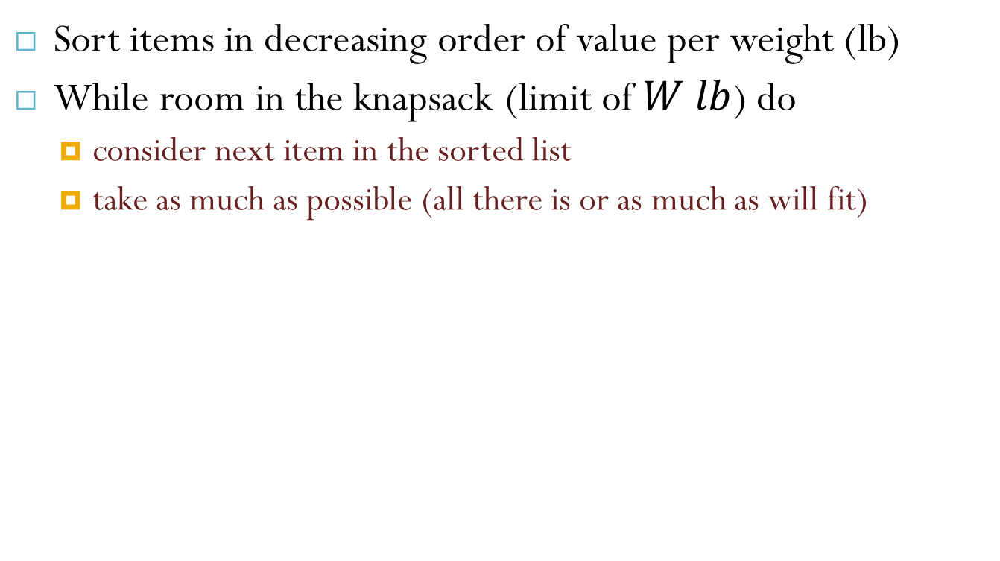 Sort items in decreasing order of value per weight (lb)
While room in the knapsack (limit of W lb) do
consider next item in the sorted list
take as much as possible (all there is or as much as will fit)